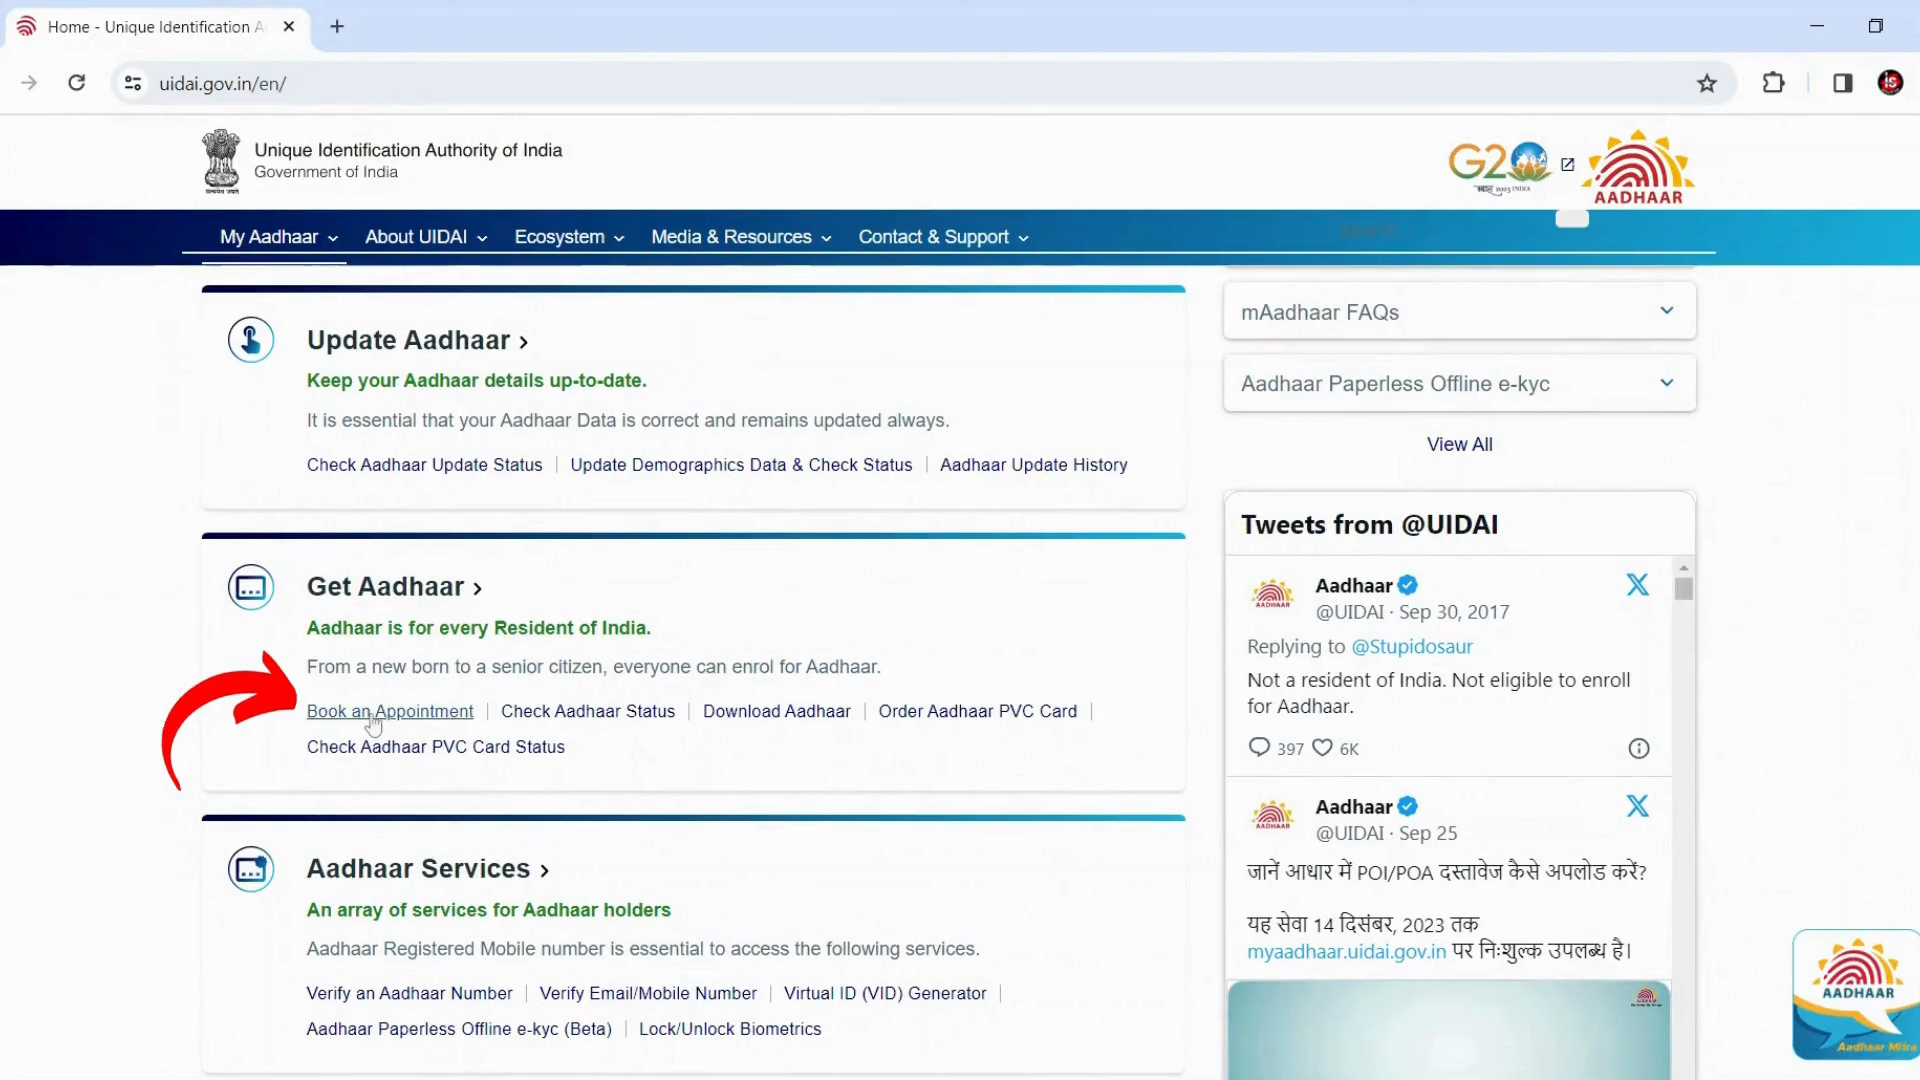 Home - Unique Identification A
uidai.gov.in/en/
Unique Identification Authority of India
Government of India
G20
AADHAAR
My Aadhaar
About UIDAI
Ecosystem
Media & Resources
Contact & Support
Update Aadhaar
Keep your Aadhaar details up-to-date.
It is essential that your Aadhaar Data is correct and remains updated always.
Check Aadhaar Update Status | Update Demographics Data & Check Status | Aadhaar Update History
Get Aadhaar
Aadhaar is for every Resident of India.
From a new born to a senior citizen, everyone can enrol for Aadhaar.
Book an Appointment | Check Aadhaar Status | Download Aadhaar | Order Aadhaar PVC Card |
Check Aadhaar PVC Card Status
Aadhaar Services
An array of services for Aadhaar holders
Aadhaar Registered Mobile number is essential to access the following services.
Verify an Aadhaar Number | Verify Email/Mobile Number | Virtual ID (VID) Generator |
Aadhaar Paperless Offline e-kyc (Beta) | Lock/Unlock Biometrics
mAadhaar FAQs
Aadhaar Paperless Offline e-kyc
View All
Tweets from @UIDAI
AADHAAR
Aadhaar
@UIDAI · Sep 30, 2017
Replying to @Stupidosaur
Not a resident of India. Not eligible to enroll
for Aadhaar.
397 6K
AADHAAR
Aadhaar
@UIDAI · Sep 25
जानें आधार में POI/POA दस्तावेज कैसे अपलोड करें?
यह सेवा 14 दिसंबर, 2023 तक
myaadhaar.uidai.gov.in पर निःशुल्क उपलब्ध है।
AADHAAR
Aadhaar Mitra